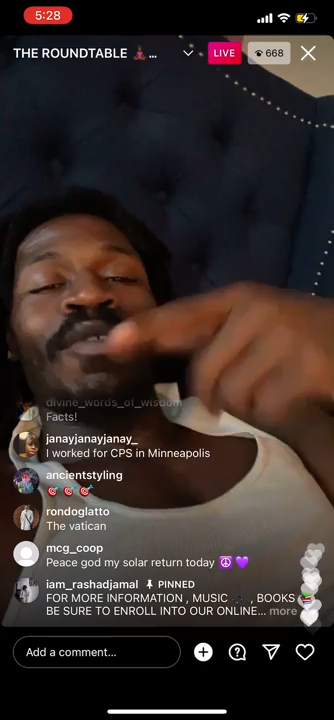 5:28
THE ROUNDTABLE 🧘🏾‍♂️ ...
LIVE
668
divine_words_of_wisdom
Facts!
janayjanayjanay_
I worked for CPS in Minneapolis
ancientstyling
🎯🎯🎯
rondoglatto
The vatican
mcg_coop
Peace god my solar return today ☮️💜
iam_rashadjamal PINNED
FOR MORE INFORMATION , MUSIC 🎶 , BOOKS 📚
BE SURE TO ENROLL INTO OUR ONLINE... more
Add a comment...